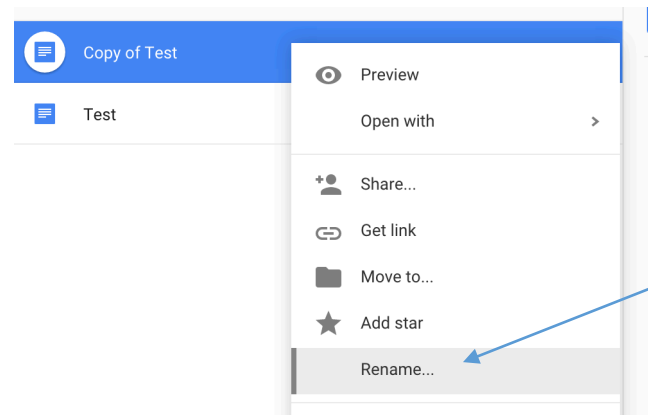 Copy of Test
Test
Preview
Open with
Share...
Get link
Move to...
Add star
Rename...